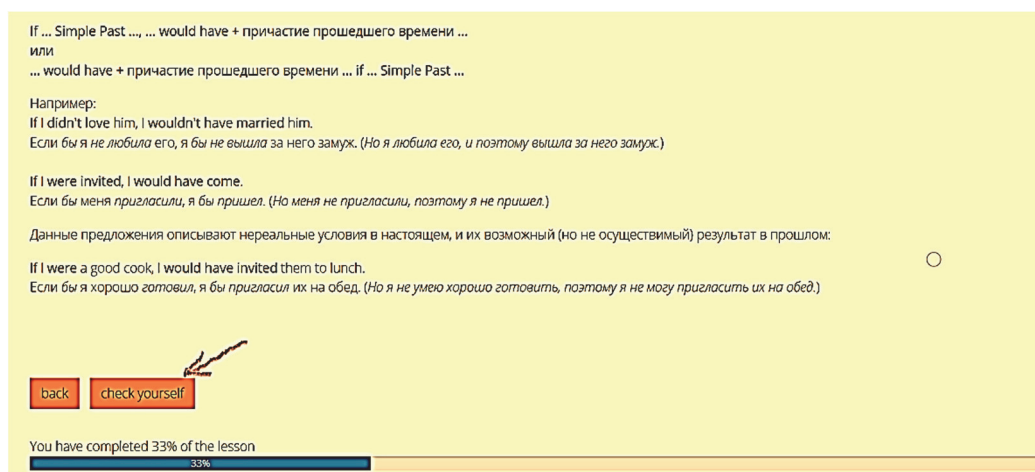 If ... Simple Past ..., ... would have + причастие прошедшего времени ...
или
... would have + причастие прошедшего времени ... if ... Simple Past ...
Например:
If I didn't love him, I wouldn't have married him.
Если бы я не любила его, я бы не вышла за него замуж. (Но я любила его, и поэтому вышла за него замуж.)
If I were invited, I would have come.
Если бы меня пригласили, я бы пришел. (Но меня не пригласили, поэтому я не пришел.)
Данные предложения описывают нереальные условия в настоящем, и их возможный (но не осуществимый) результат в прошлом:
If I were a good cook, I would have invited them to lunch.
Если бы я хорошо готовил, я бы пригласил их на обед. (Но я не умею хорошо готовить, поэтому я не могу пригласить их на обед.)
back check yourself
You have completed 33% of the lesson
33%